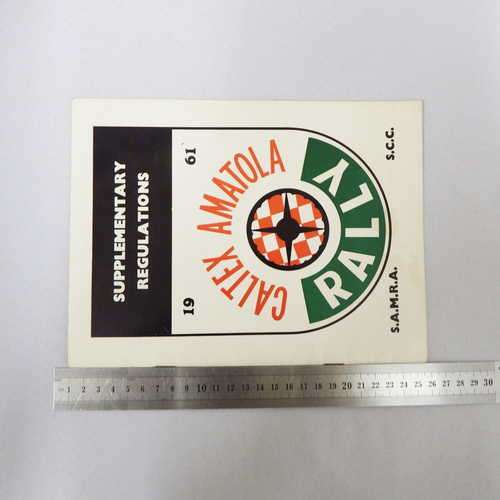 SUPPLEMENTARY
REGULATIONS
19 61
CALTEX AMATOLA
RALLY
S.A.M.R.A. S.C.C.
1 2 3 4 5 6 7 8 9 10 11 12 13 14 15 16 17 18 19 20 21 22 23 24 25 26 27 28 29 30